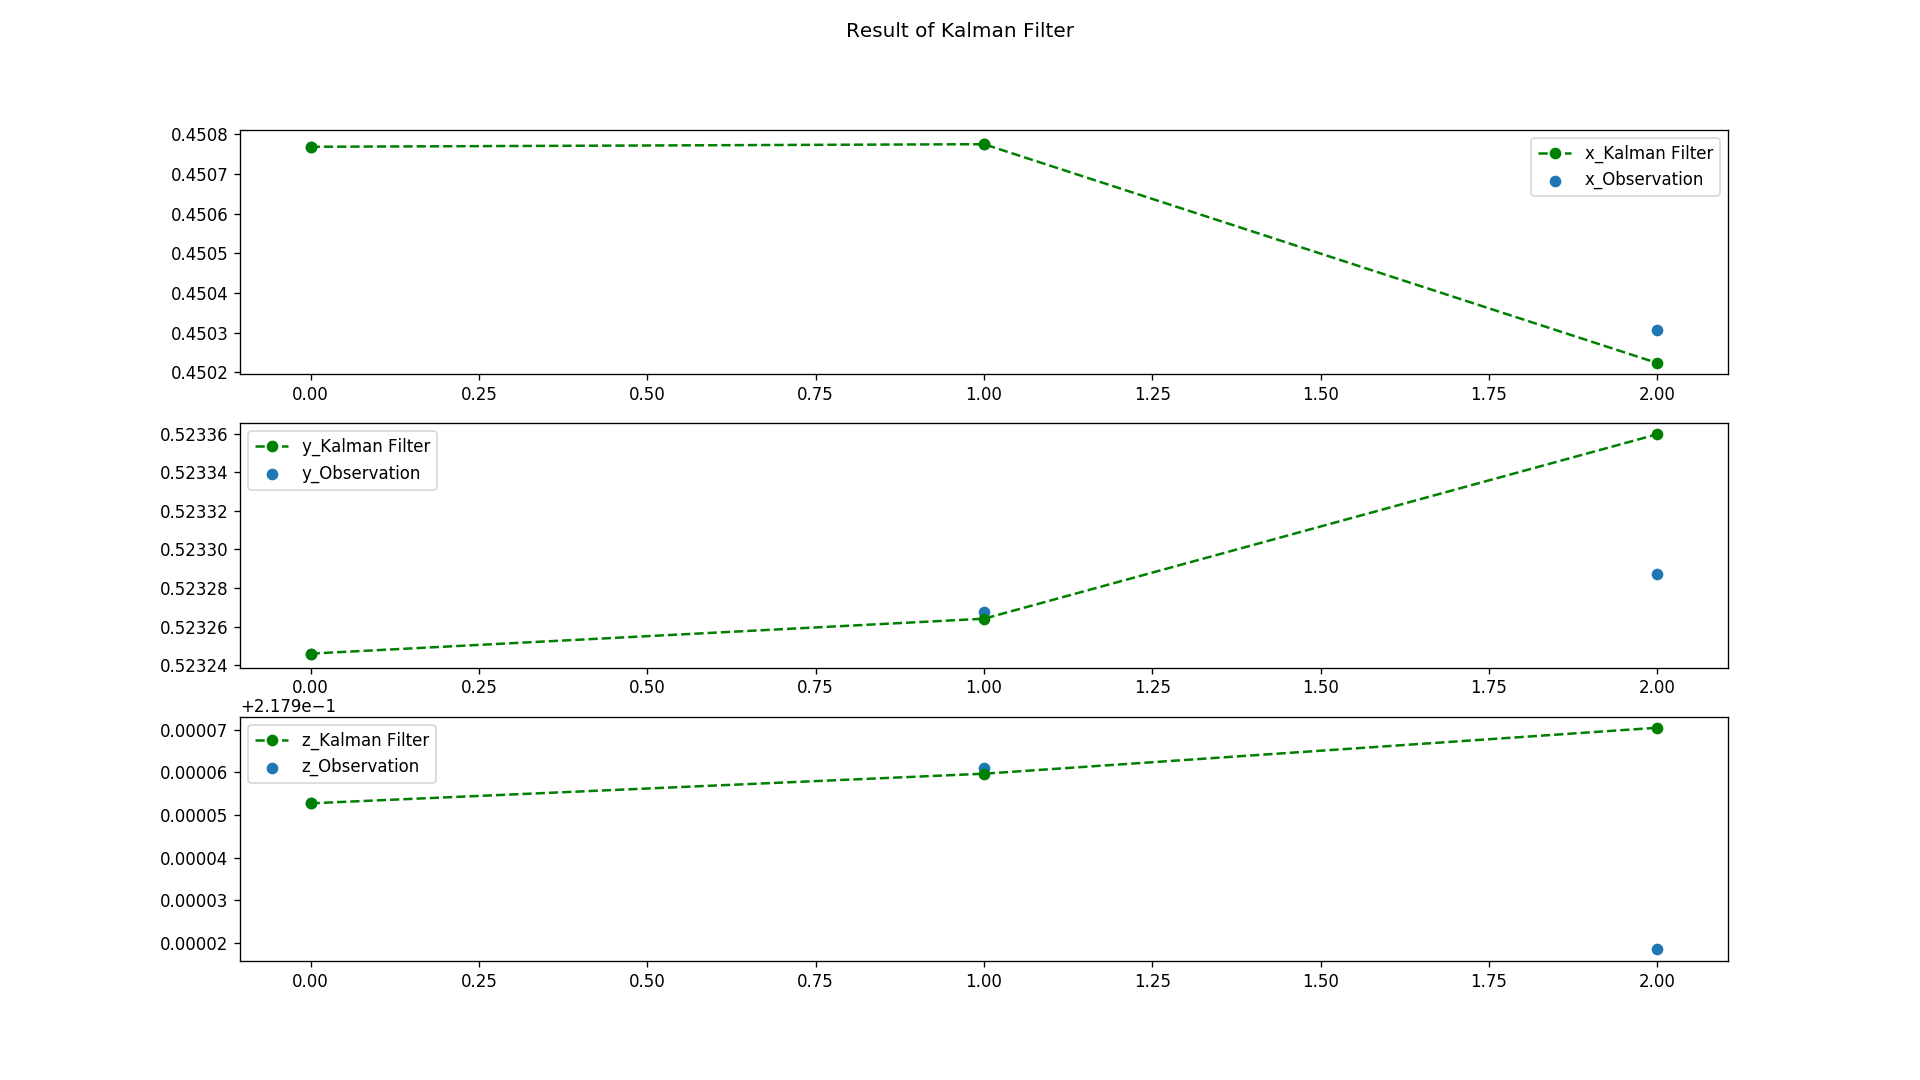 Result of Kalman Filter
0.4508
0.4507
0.4506
0.4505
0.4504
0.4503
0.4502
x_Kalman Filter
x_Observation
0.00 0.25 0.50 0.75 1.00 1.25 1.50 1.75 2.00
0.52336
0.52334
0.52332
0.52330
0.52328
0.52326
0.52324
y_Kalman Filter
y_Observation
0.00 0.25 0.50 0.75 1.00 1.25 1.50 1.75 2.00
+2.179e−1
0.00007
0.00006
0.00005
0.00004
0.00003
0.00002
z_Kalman Filter
z_Observation
0.00 0.25 0.50 0.75 1.00 1.25 1.50 1.75 2.00